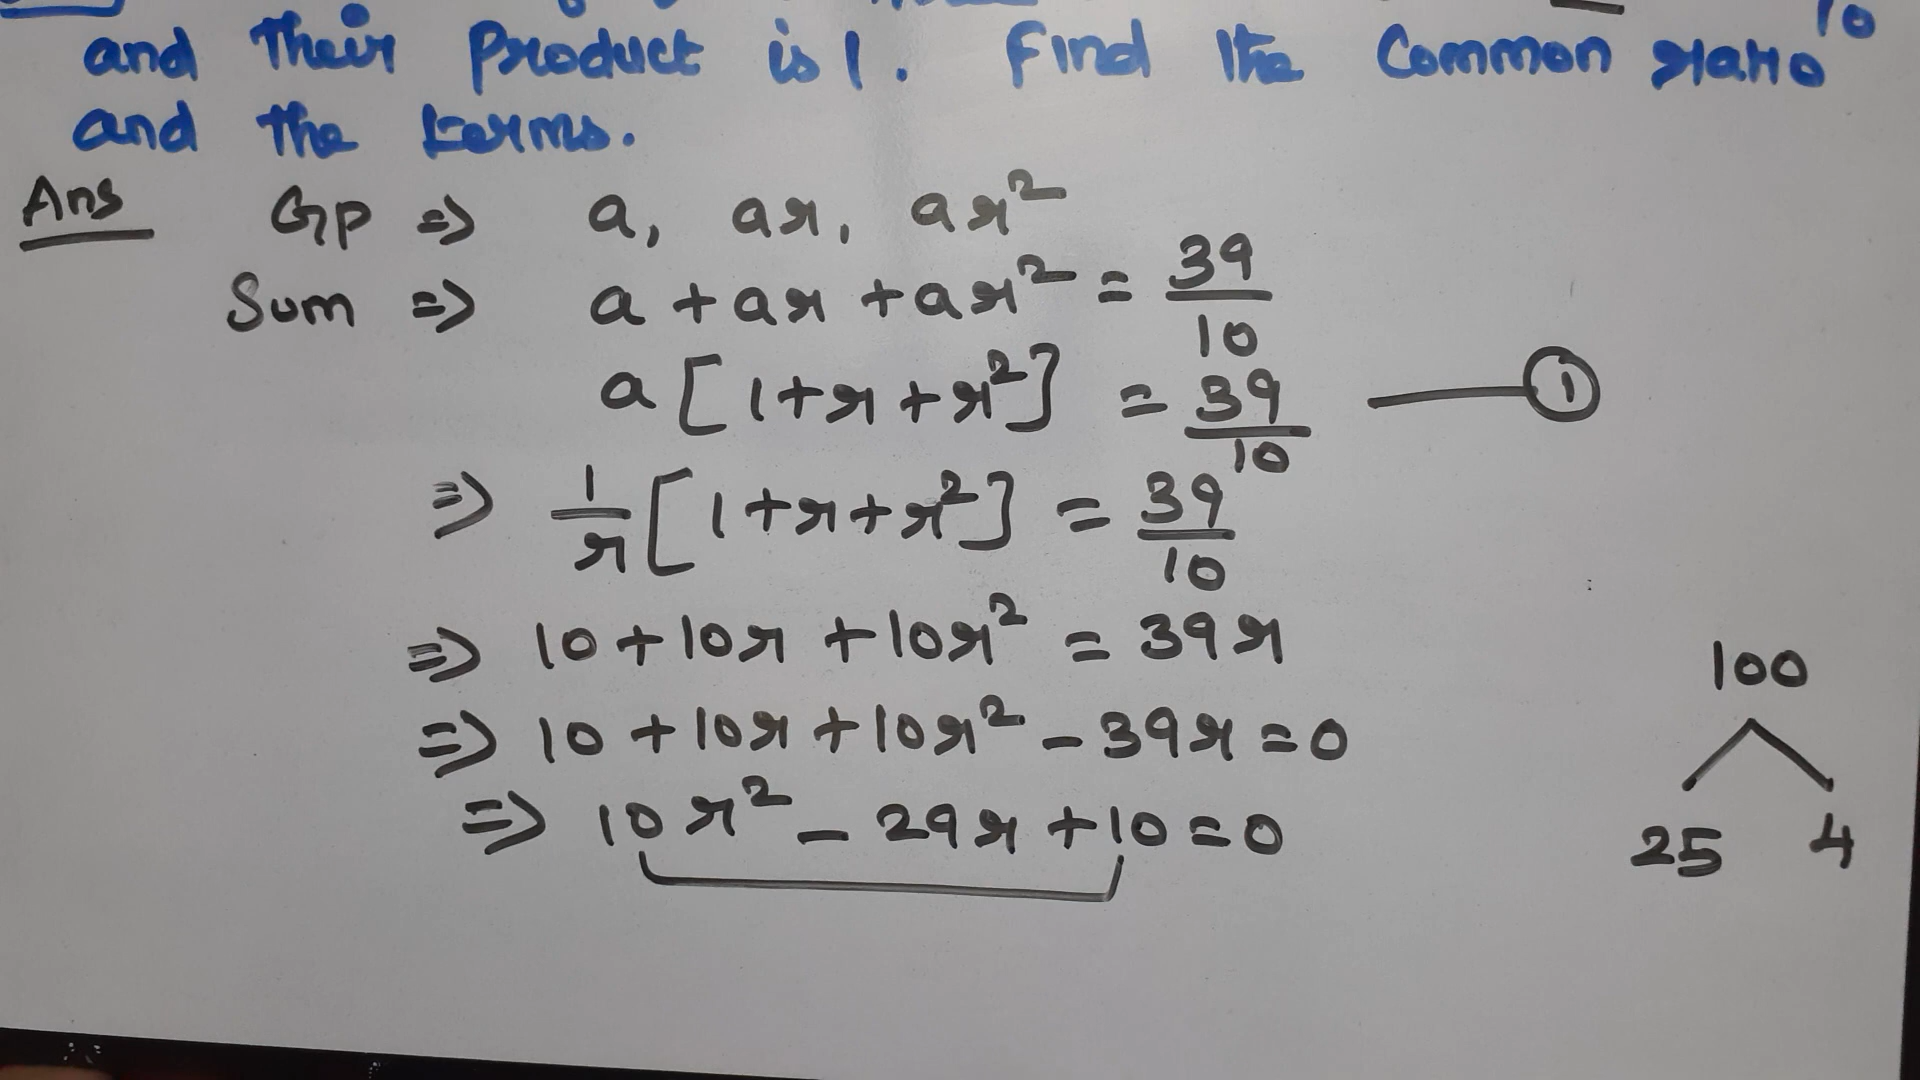 10
and their product is 1. Find the Common ratio
and the terms.
Ans GP ⇒ a, ar, ar²
Sum ⇒ a + ar + ar² = 39/10
a [1+r+r²] = 39/10 — ①
⇒ 1/r [1+r+r²] = 39/10
⇒ 10+10r + 10r² = 39r
⇒ 10+10r+10r² - 39r=0
⇒ 10r² - 29r +10=0
100
25 4